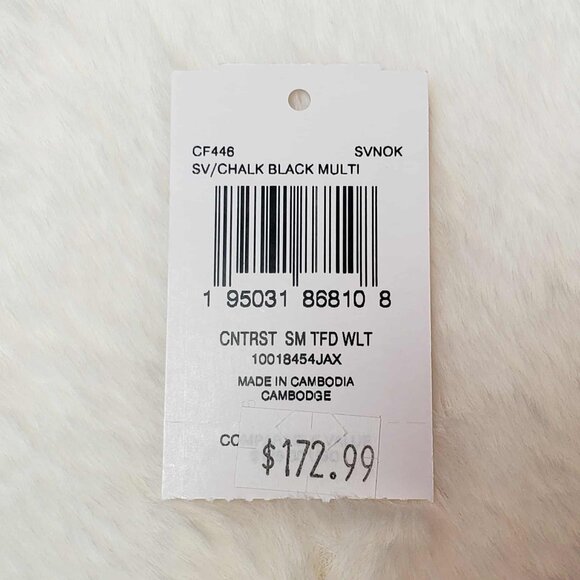 CF446 SVNOK
SV/CHALK BLACK MULTI
1 95031 86810 8
CNTRST SM TFD WLT
10018454JAX
MADE IN CAMBODIA
CAMBODGE
$172.99